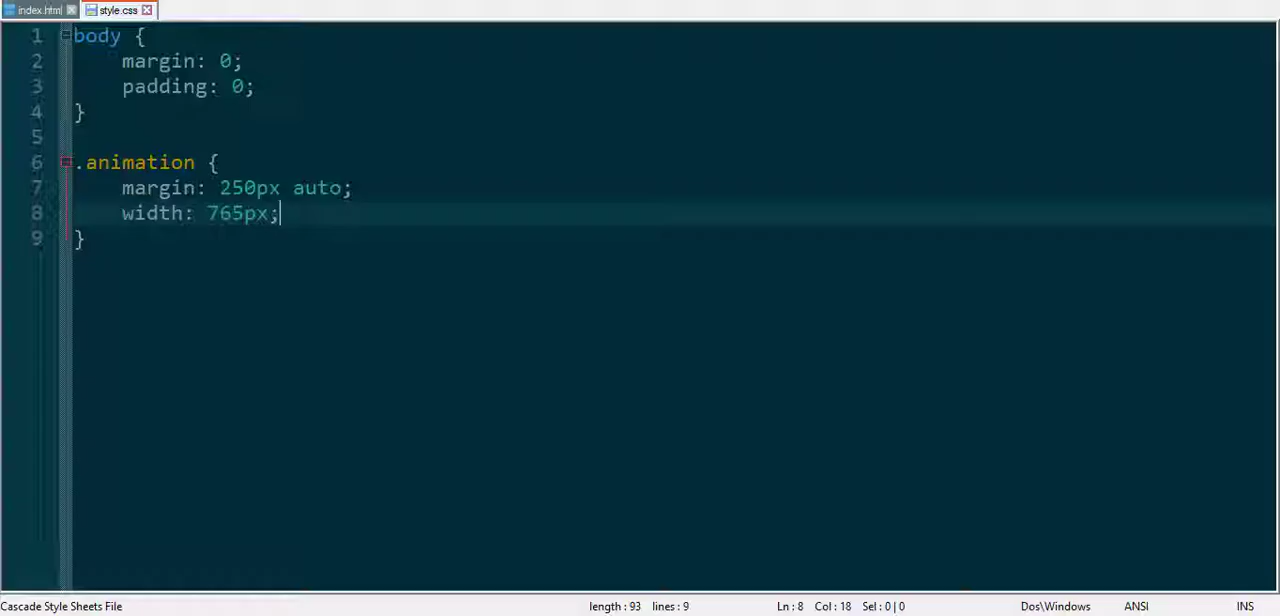 index.html style.css
1 body {
2 margin: 0;
3 padding: 0;
4 }
5
6 .animation {
7 margin: 250px auto;
8 width: 765px;
9 }
Cascade Style Sheets File length : 93 lines : 9 Ln : 8 Col : 18 Sel : 0 | 0 Dos\Windows ANSI INS